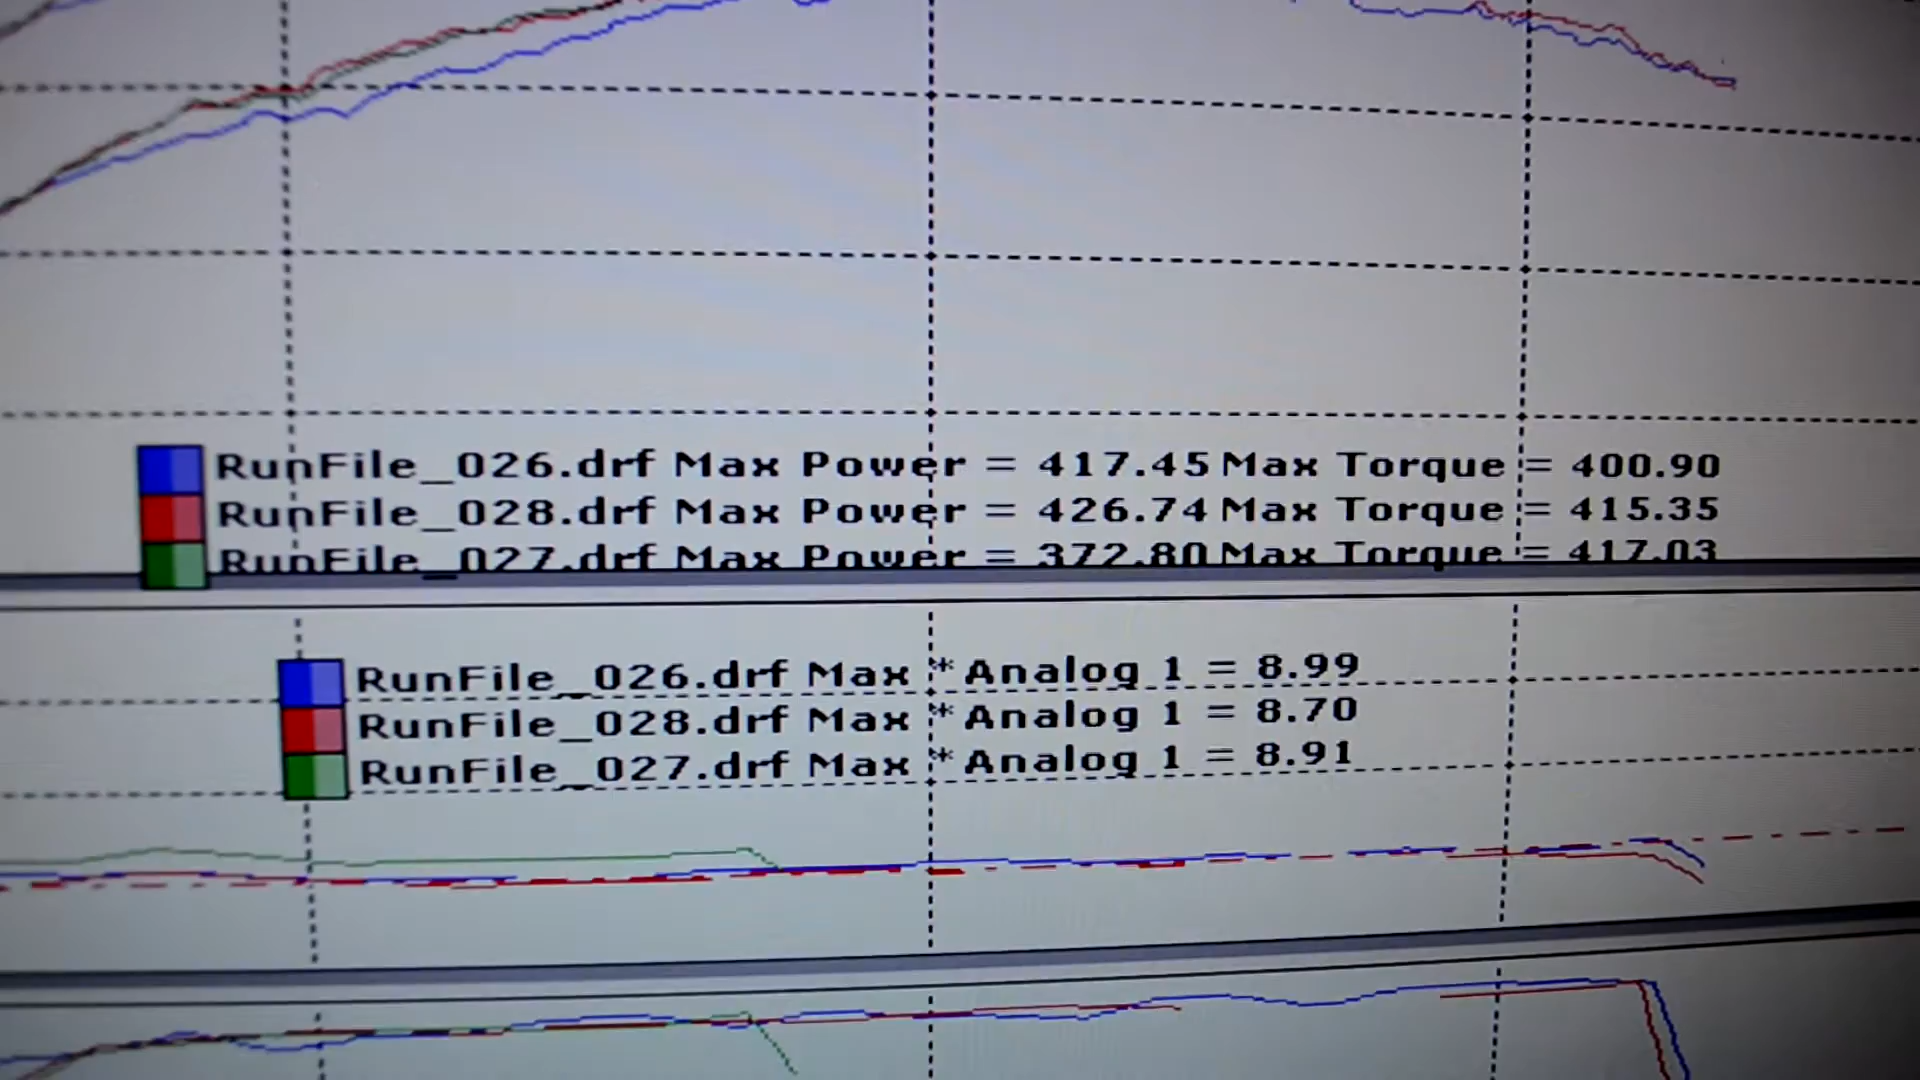 RunFile_026.drf Max Power = 417.45 Max Torque = 400.90
RunFile_028.drf Max Power = 426.74 Max Torque = 415.35
RunFile_027.drf Max Power = 372.80 Max Torque = 417.03
RunFile_026.drf Max *Analog 1 = 8.99
RunFile_028.drf Max *Analog 1 = 8.70
RunFile_027.drf Max *Analog 1 = 8.91